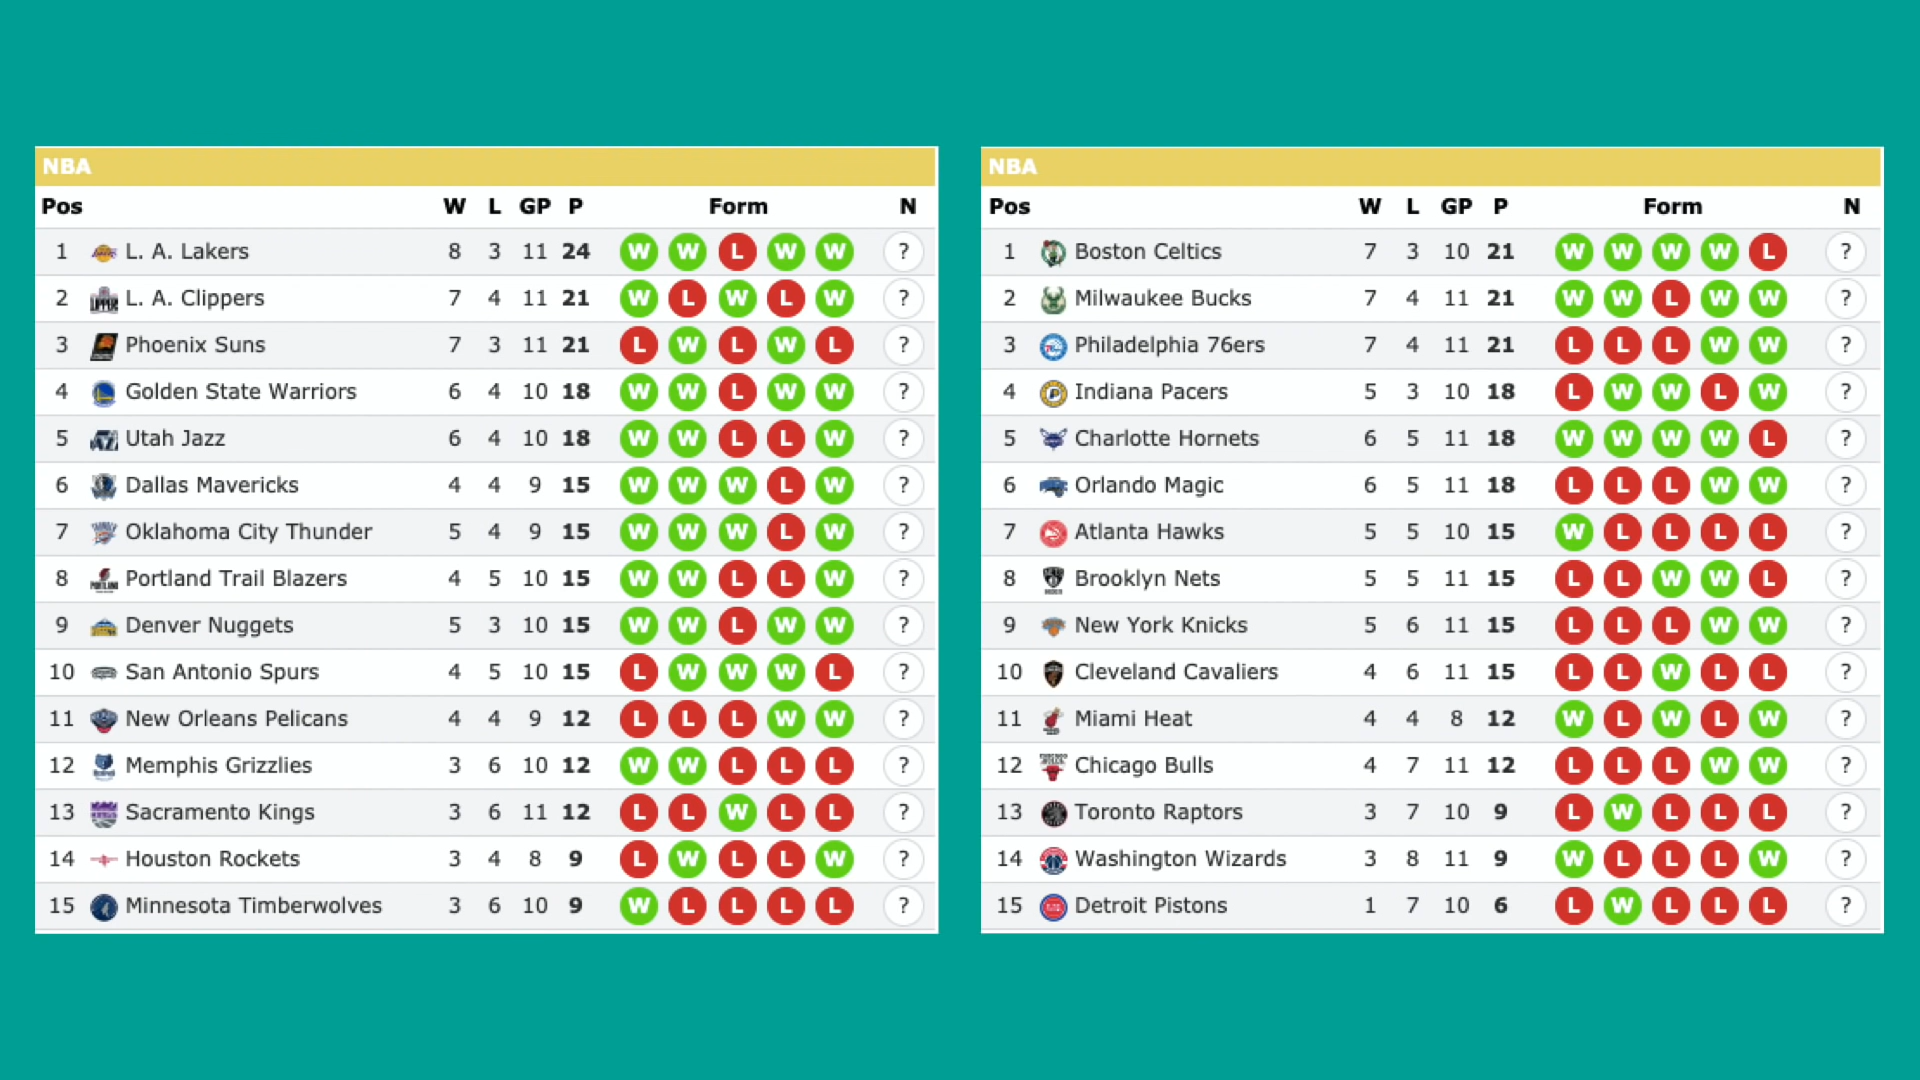 NBA
Pos W L GP P Form N
1 L. A. Lakers 8 3 11 24 W W L W W ?
2 L. A. Clippers 7 4 11 21 W L W L W ?
3 Phoenix Suns 7 3 11 21 L W L W L ?
4 Golden State Warriors 6 4 10 18 W W L W W ?
5 Utah Jazz 6 4 10 18 W W L L W ?
6 Dallas Mavericks 4 4 9 15 W W W L W ?
7 Oklahoma City Thunder 5 4 9 15 W W W L W ?
8 Portland Trail Blazers 4 5 10 15 W W L L W ?
9 Denver Nuggets 5 3 10 15 W W L W W ?
10 San Antonio Spurs 4 5 10 15 L W W W L ?
11 New Orleans Pelicans 4 4 9 12 L L L W W ?
12 Memphis Grizzlies 3 6 10 12 W W L L L ?
13 Sacramento Kings 3 6 11 12 L L W L L ?
14 Houston Rockets 3 4 8 9 L W L L W ?
15 Minnesota Timberwolves 3 6 10 9 W L L L L ?
NBA
Pos W L GP P Form N
1 Boston Celtics 7 3 10 21 W W W W L ?
2 Milwaukee Bucks 7 4 11 21 W W L W W ?
3 Philadelphia 76ers 7 4 11 21 L L L W W ?
4 Indiana Pacers 5 3 10 18 L W W L W ?
5 Charlotte Hornets 6 5 11 18 W W W W L ?
6 Orlando Magic 6 5 11 18 L L L W W ?
7 Atlanta Hawks 5 5 10 15 W L L L L ?
8 Brooklyn Nets 5 5 11 15 L L W W L ?
9 New York Knicks 5 6 11 15 L L L W W ?
10 Cleveland Cavaliers 4 6 11 15 L L W L L ?
11 Miami Heat 4 4 8 12 W L W L W ?
12 Chicago Bulls 4 7 11 12 L L L W W ?
13 Toronto Raptors 3 7 10 9 L W L L L ?
14 Washington Wizards 3 8 11 9 W L L L W ?
15 Detroit Pistons 1 7 10 6 L W L L L ?